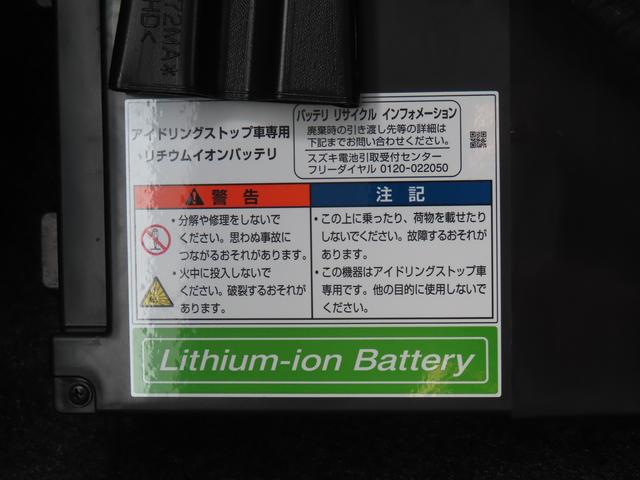 72MA*
HD<
アイドリングストップ車専用
リチウムイオンバッテリ
バッテリ リサイクル インフォメーション
廃棄時の引き渡し先等の詳細は
下記までお問い合わせください。
スズキ電池引取受付センター
フリーダイヤル 0120-022050
警告
・分解や修理をしないで
ください。思わぬ事故に
つながるおそれがあります。
・火中に投入しないで
ください。破裂するおそれが
あります。
注記
・この上に乗ったり、荷物を載せたり
しないでください。故障するおそれが
あります。
・この機器はアイドリングストップ車
専用です。他の目的に使用しないで
ください。
Lithium-ion Battery